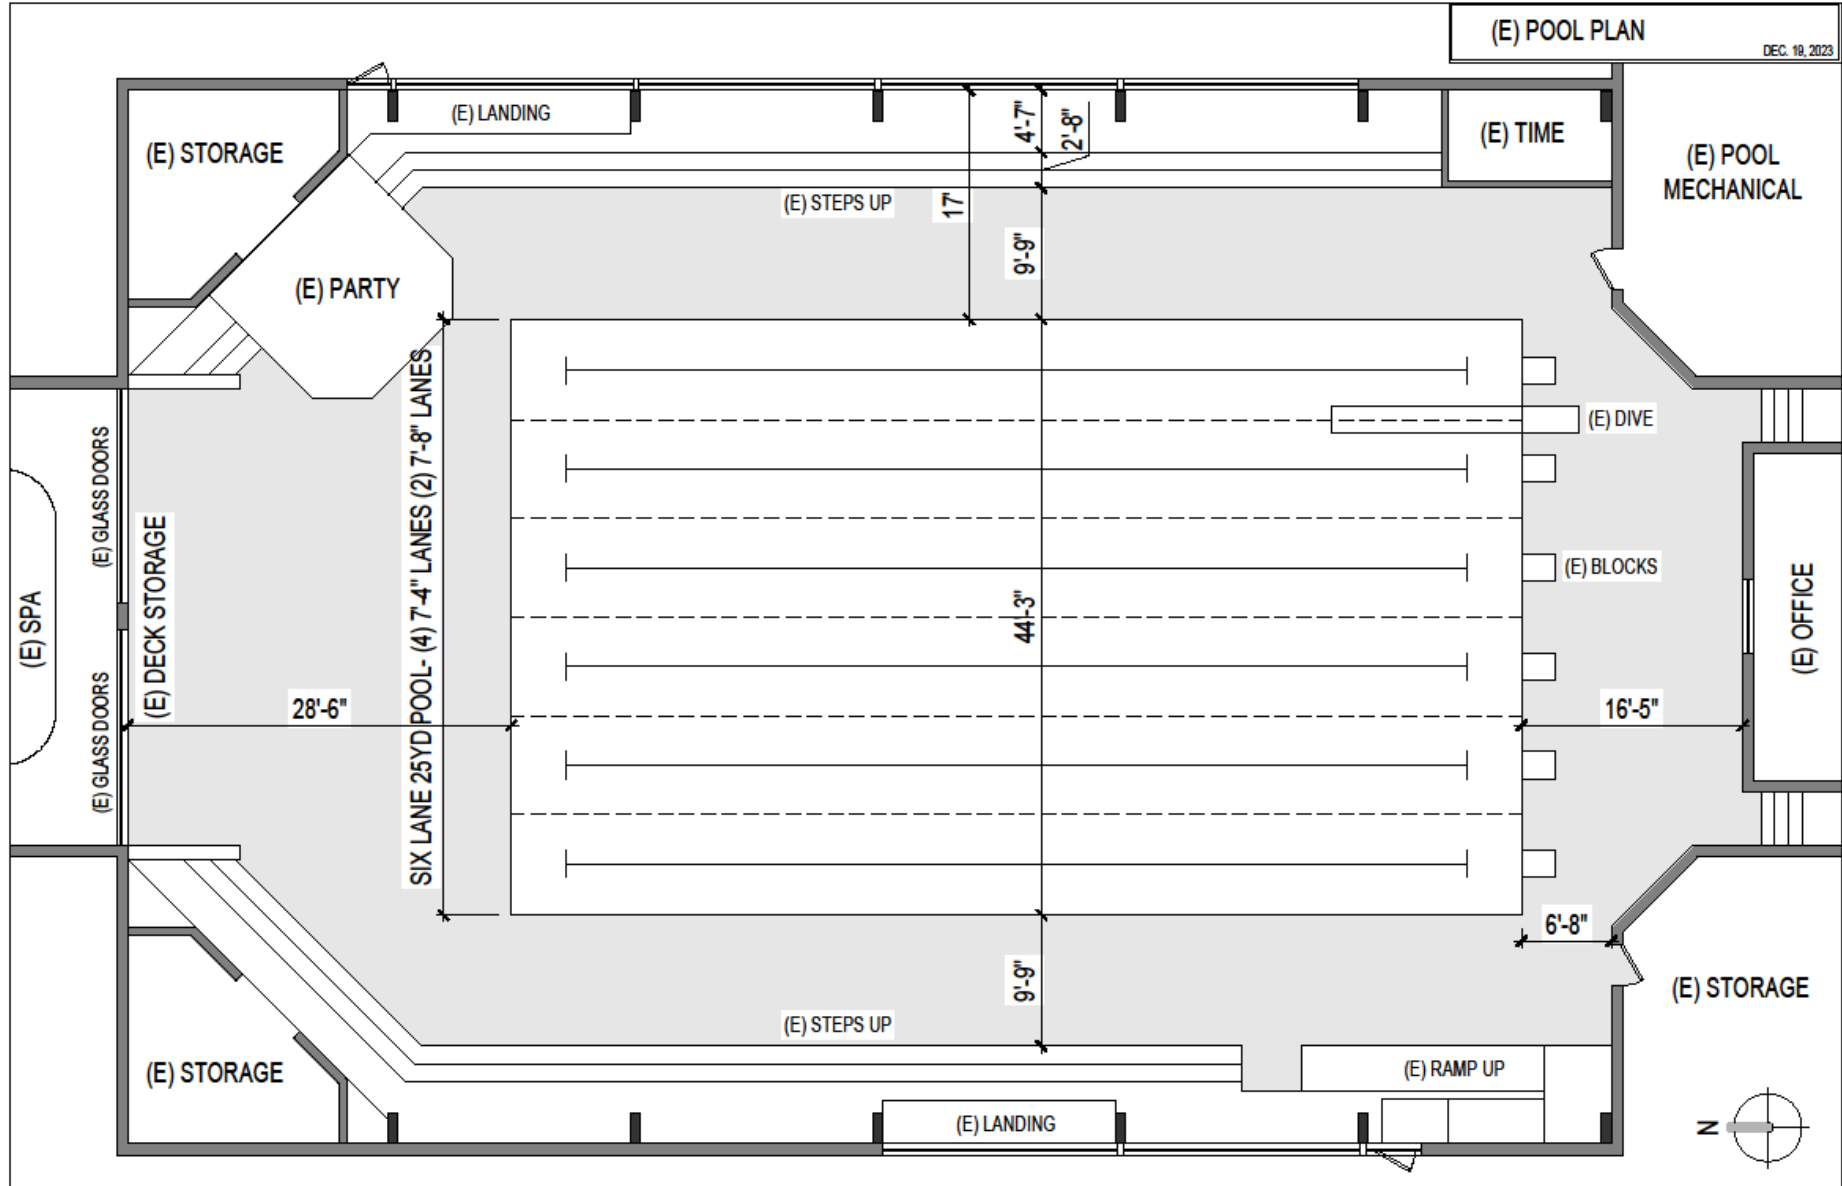 (E) POOL PLAN
DEC. 19, 2023
(E) LANDING
(E) STORAGE
4'-7"
2'-8"
(E) TIME
(E) POOL
MECHANICAL
(E) STEPS UP
17'
9'-9"
(E) PARTY
SIX LANE 25YD POOL- (4) 7'-4" LANES (2) 7'-8" LANES
(E) DIVE
(E) GLASS DOORS
(E) DECK STORAGE
(E) BLOCKS
(E) SPA
44'-3"
(E) OFFICE
(E) GLASS DOORS
28'-6"
16'-5"
6'-8"
9'-9"
(E) STORAGE
(E) STEPS UP
(E) STORAGE
(E) RAMP UP
(E) LANDING
N